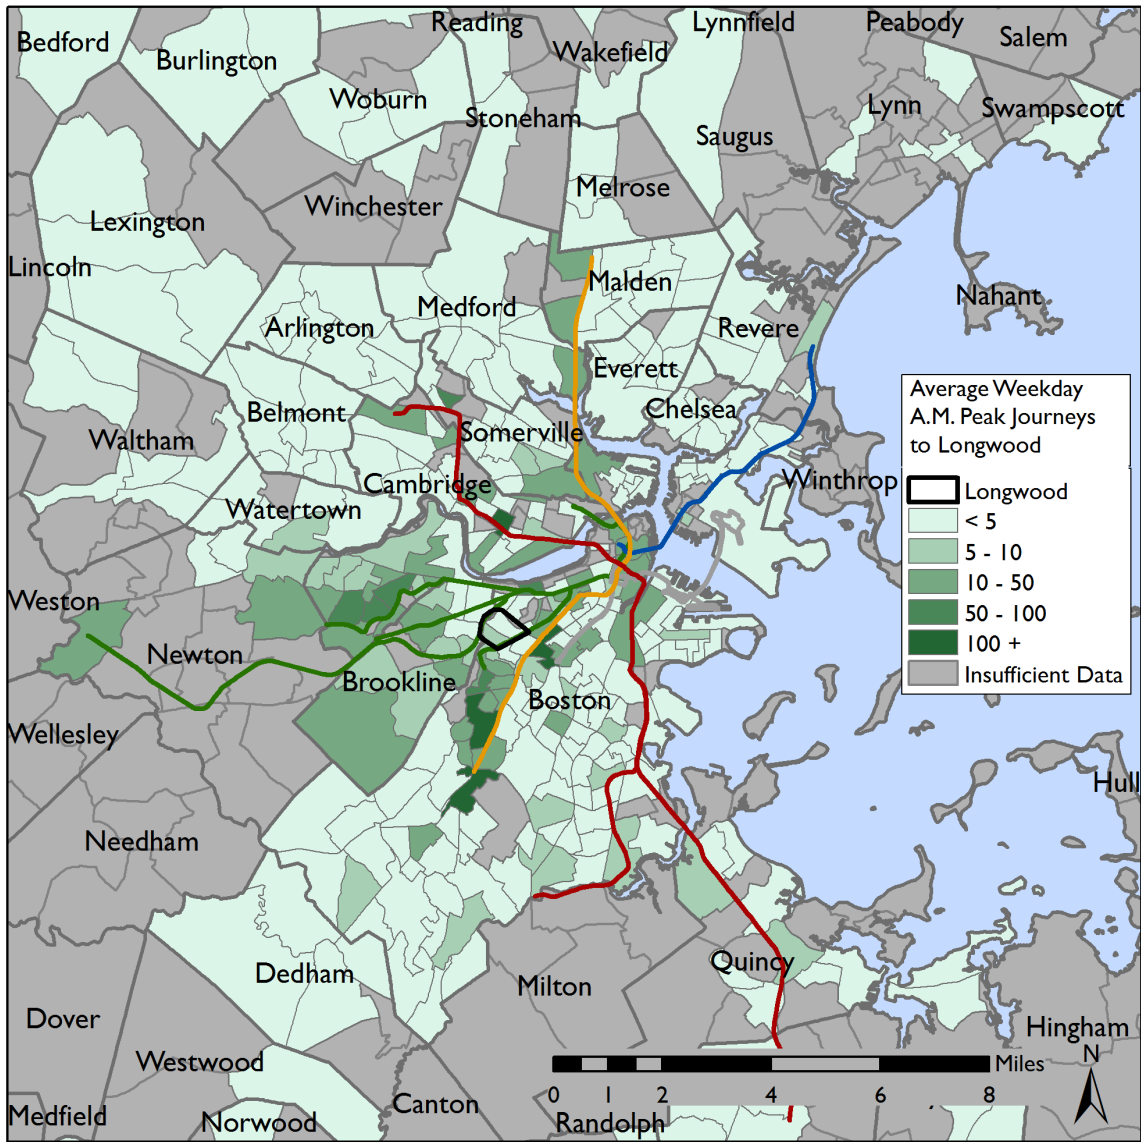 Reading
Lynnfield
Peabody
Bedford
Salem
Wakefield
Burlington
Woburn
Lynn
Swampscott
Stoneham
Saugus
Melrose
Winchester
Lexington
Lincoln
Malden
Nahant
Medford
Arlington
Revere
Everett
Average Weekday
A.M. Peak Journeys
to Longwood
Belmont
Chelsea
Waltham
Somerville
Cambridge
Winthrop
Longwood
Watertown
< 5
5 - 10
10 - 50
Weston
50 - 100
100 +
Newton
Insufficient Data
Brookline
Boston
Wellesley
Hull
Needham
Quincy
Dedham
Milton
Dover
Hingham
Westwood
N
Miles
0 1 2 4 6 8
Canton
Medfield
Norwood
Randolph